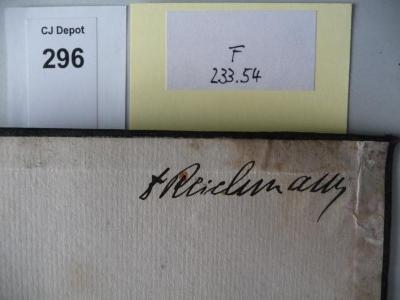 CJ Depot
296
F
233.54
Reichmann